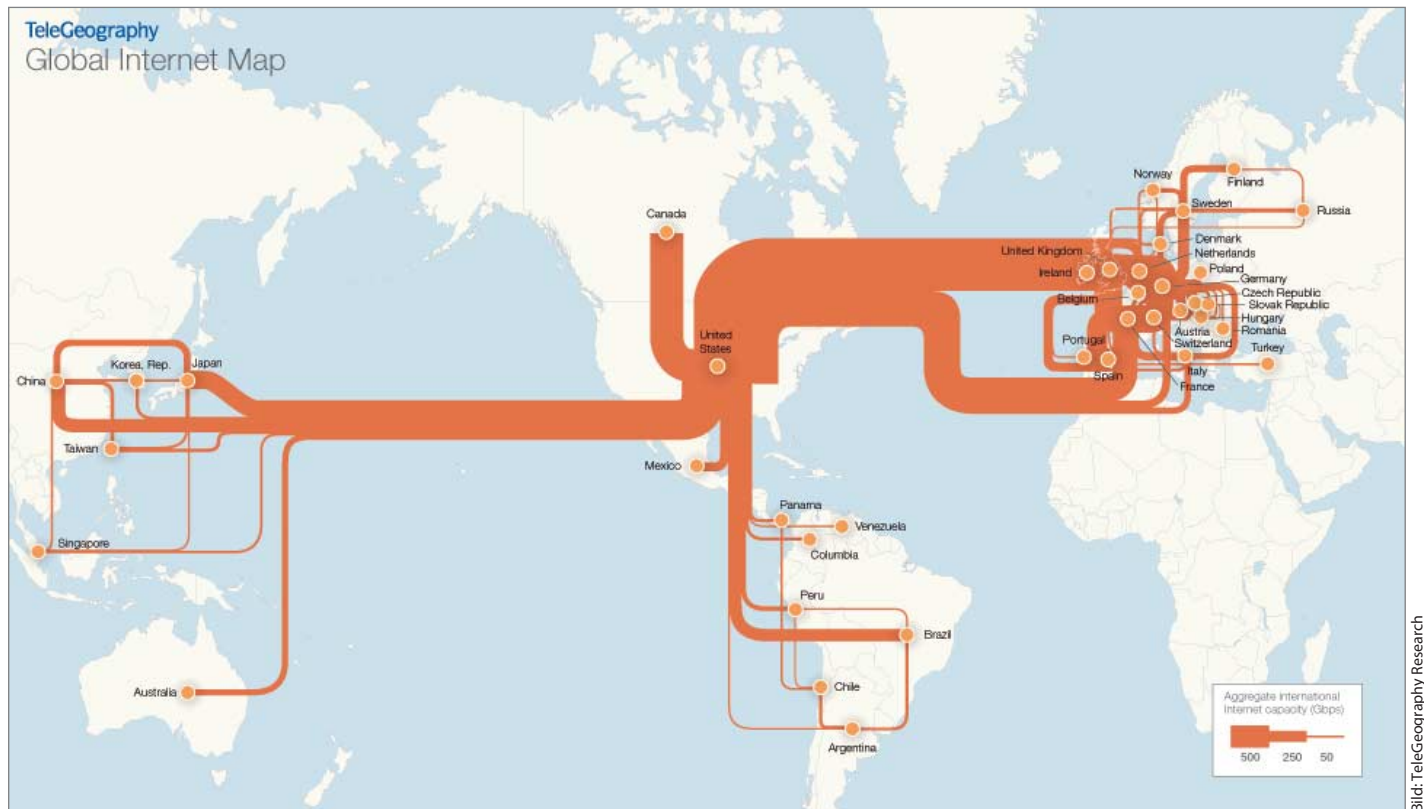 TeleGeography
Global Internet Map
Canada
United
States
Mexico
China
Korea, Rep.
Japan
Taiwan
Singapore
Australia
Panama
Venezuela
Columbia
Peru
Brazil
Chile
Argentina
Norway
Finland
Sweden
Russia
United Kingdom
Denmark
Netherlands
Ireland
Poland
Germany
Belgium
Czech Republic
Slovak Republic
Hungary
Austria
Romania
Portugal
Switzerland
Turkey
Spain
Italy
France
Aggregate international
Internet capacity (Gbps)
500 250 50
Bild: TeleGeography Research